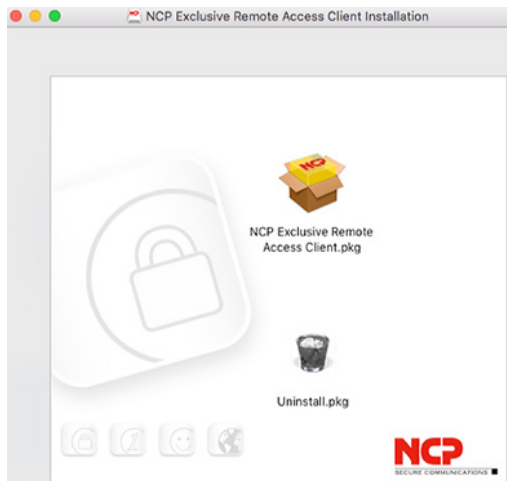 NCP Exclusive Remote Access Client Installation
NCP
NCP Exclusive Remote
Access Client.pkg
Uninstall.pkg
NCP
SECURE COMMUNICATIONS